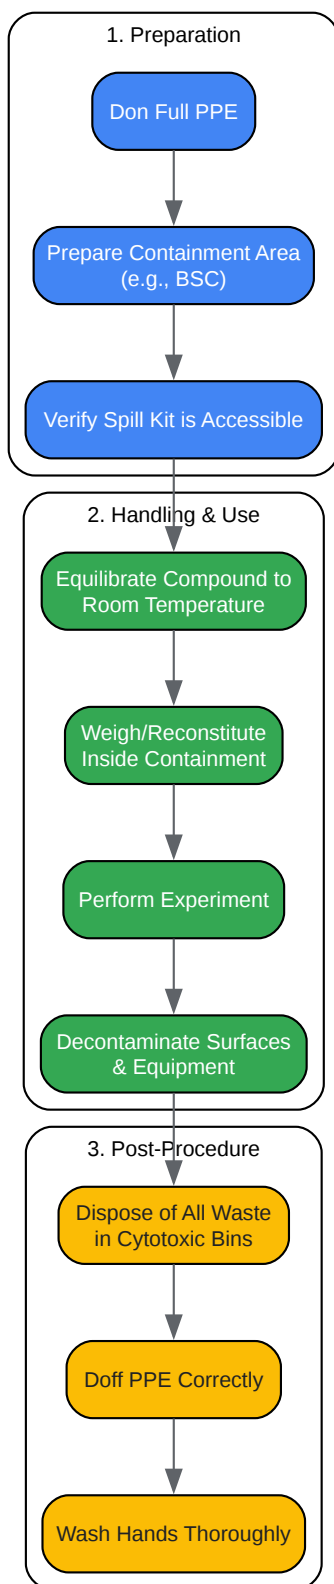 1. Preparation
Don Full PPE
Prepare Containment Area
(e.g., BSC)
Verify Spill Kit is Accessible
2. Handling & Use
Equilibrate Compound to
Room Temperature
Weigh/Reconstitute
Inside Containment
Perform Experiment
Decontaminate Surfaces
& Equipment
3. Post-Procedure
Dispose of All Waste
in Cytotoxic Bins
Doff PPE Correctly
Wash Hands Thoroughly